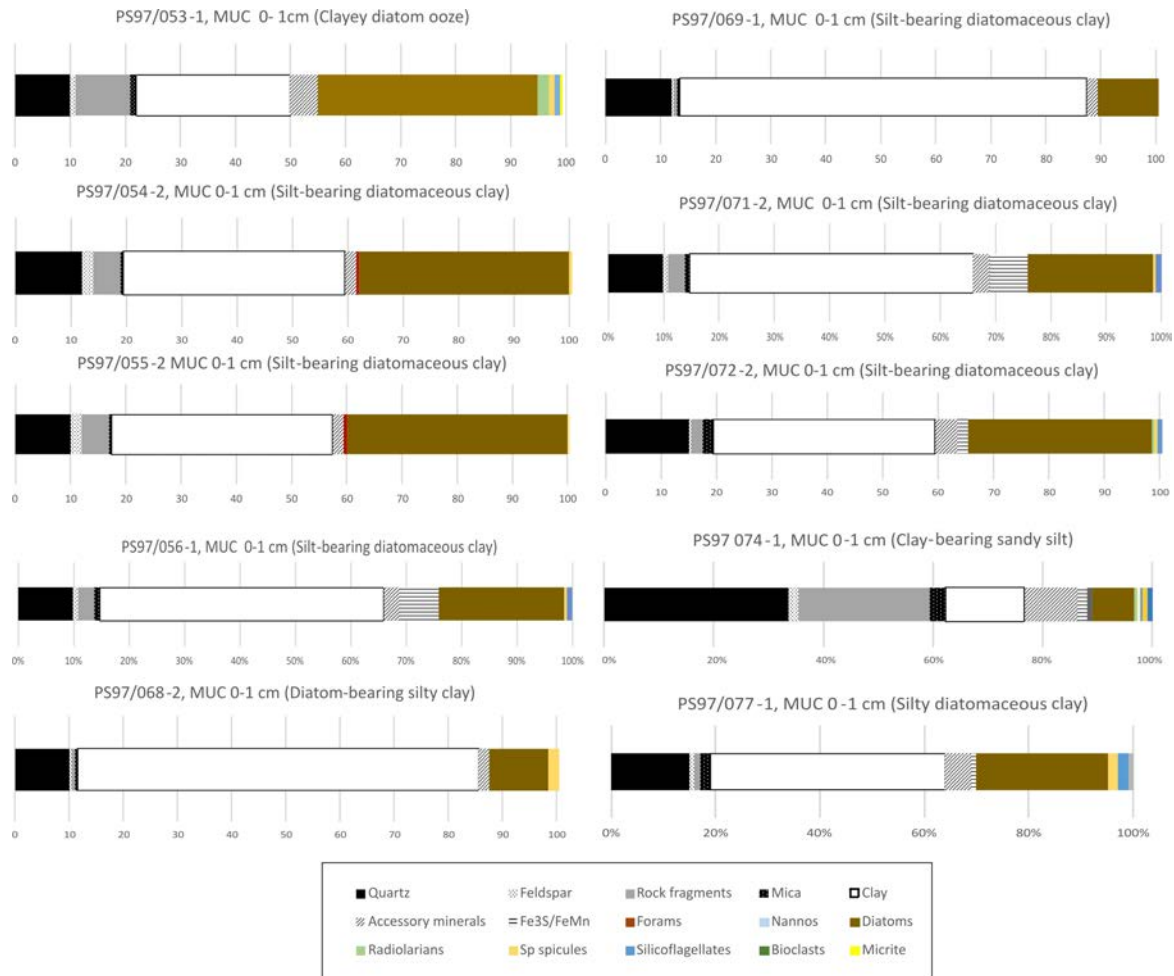 PS97/053-1, MUC 0- 1cm (Clayey diatom ooze)
0 10 20 30 40 50 60 70 80 90 100
PS97/069-1, MUC 0-1 cm (Silt-bearing diatomaceous clay)
0 10 20 30 40 50 60 70 80 90 100
PS97/054-2, MUC 0-1 cm (Silt-bearing diatomaceous clay)
0 10 20 30 40 50 60 70 80 90 100
PS97/071-2, MUC 0-1 cm (Silt-bearing diatomaceous clay)
0 10 20 30 40 50 60 70 80 90 100%
PS97/055-2 MUC 0-1 cm (Silt-bearing diatomaceous clay)
0 10 20 30 40 50 60 70 80 90 100
PS97/072-2, MUC 0-1 cm (Silt-bearing diatomaceous clay)
0 10 20 30 40 50 60 70 80 90 100
PS97/056-1, MUC 0-1 cm (Silt-bearing diatomaceous clay)
0% 10% 20% 30% 40% 50% 60% 70% 80% 90% 100%
PS97 074-1, MUC 0-1 cm (Clay-bearing sandy silt)
0% 20% 40% 60% 80% 100%
PS97/068-2, MUC 0-1 cm (Diatom-bearing silty clay)
0 10 20 30 40 50 60 70 80 90 100
PS97/077-1, MUC 0 -1 cm (Silty diatomaceous clay)
0% 20% 40% 60% 80% 100%
Quartz Feldspar Rock fragments Mica Clay
Accessory minerals Fe3S/FeMn Forams Nannos Diatoms
Radiolarians Sp spicules Silicoflagellates Bioclasts Micrite